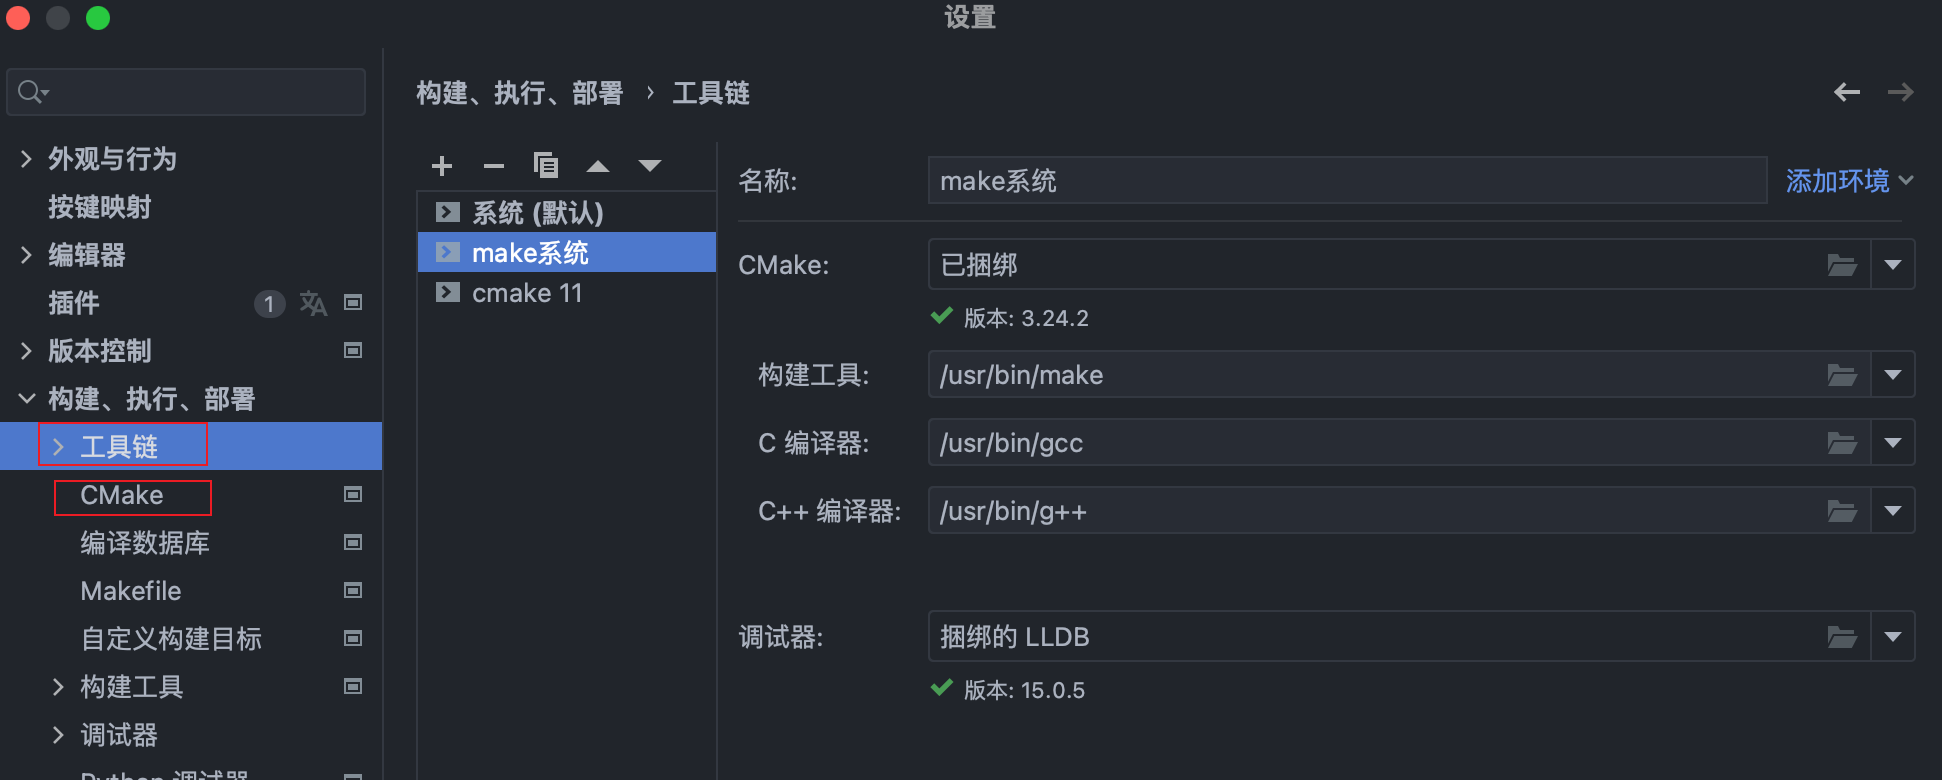 设置
外观与行为
按键映射
编辑器
插件 1
版本控制
构建、执行、部署
工具链
CMake
编译数据库
Makefile
自定义构建目标
构建工具
调试器
Python 调试器
构建、执行、部署 › 工具链
系统 (默认)
make系统
cmake 11
名称: make系统 添加环境
CMake: 已捆绑
版本: 3.24.2
构建工具: /usr/bin/make
C 编译器: /usr/bin/gcc
C++ 编译器: /usr/bin/g++
调试器: 捆绑的 LLDB
版本: 15.0.5